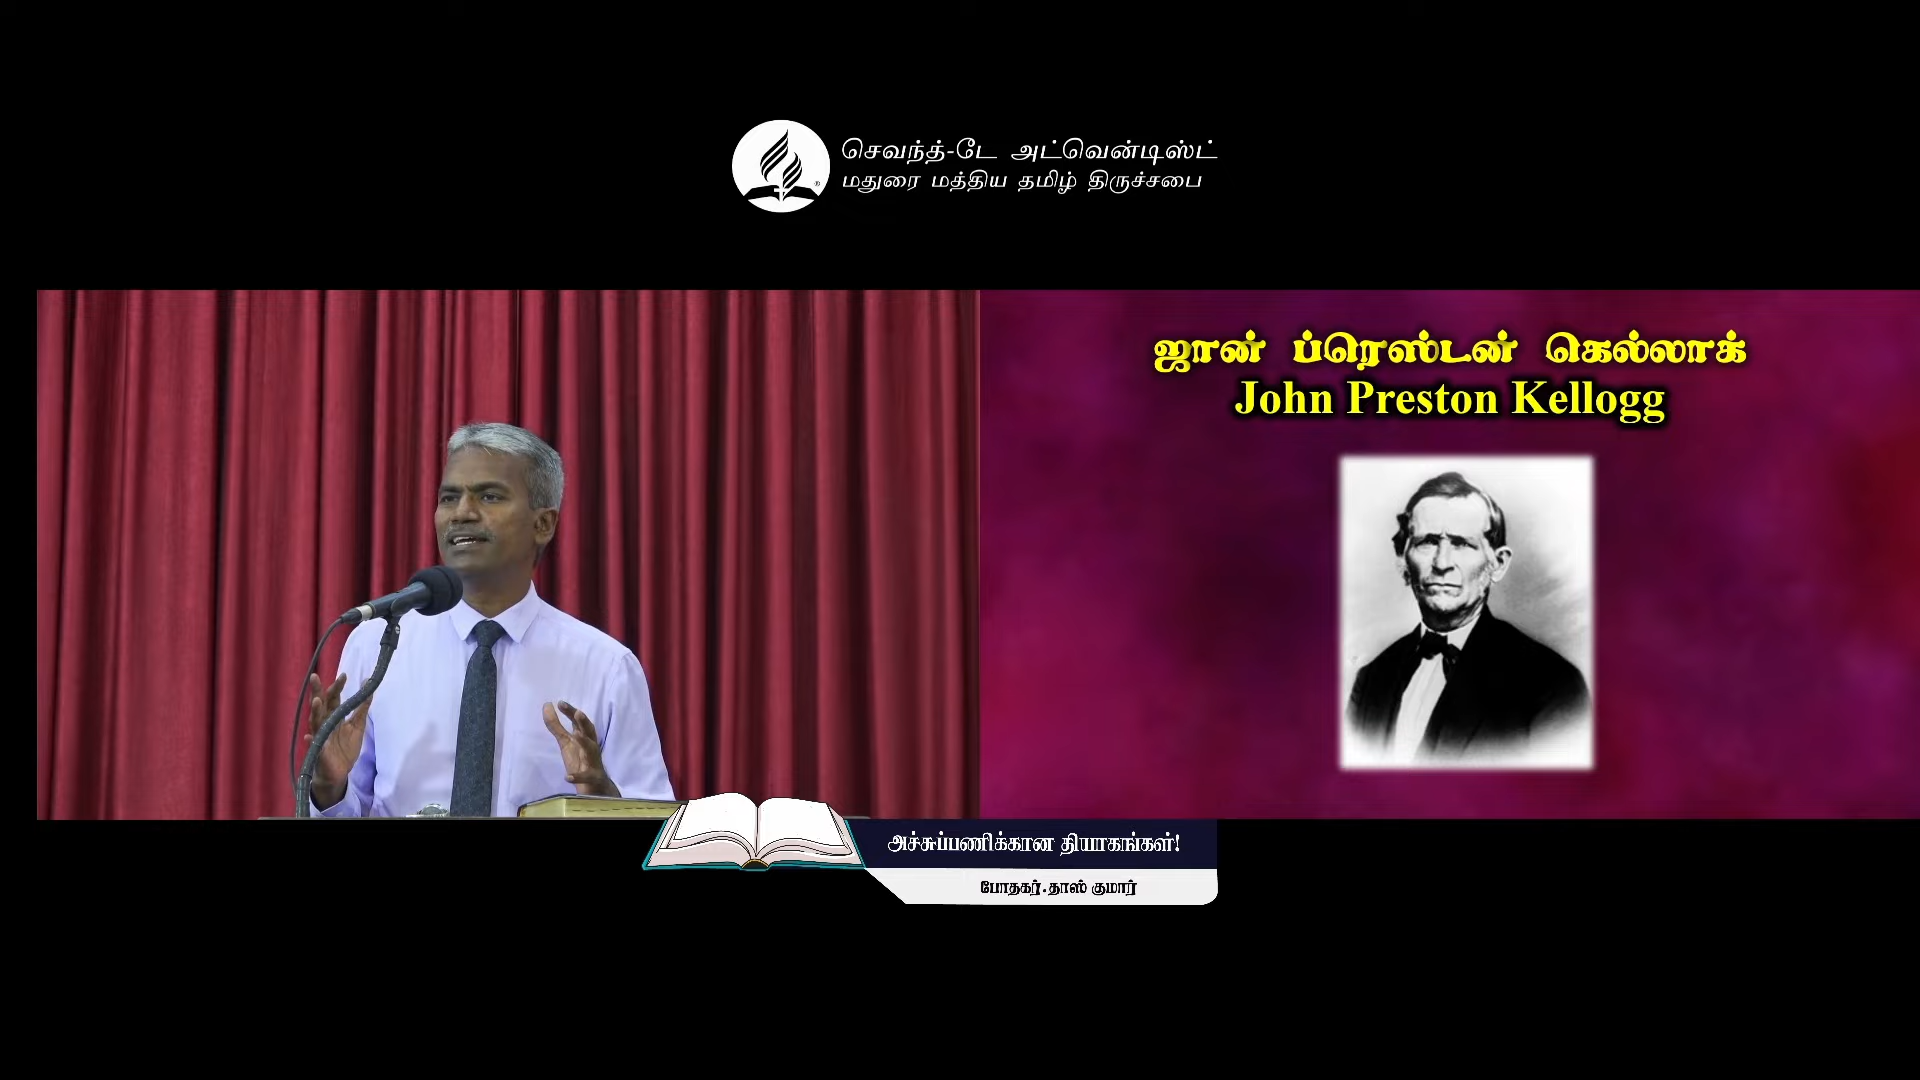 செவந்த்-டே அட்வென்டிஸ்ட்
மதுரை மத்திய தமிழ் திருச்சபை
ஜான் ப்ரெஸ்டன் கெல்லாக்
John Preston Kellogg
அச்சுப்பணிக்கான தியாகங்கள்!
போதகர்.தாஸ் குமார்